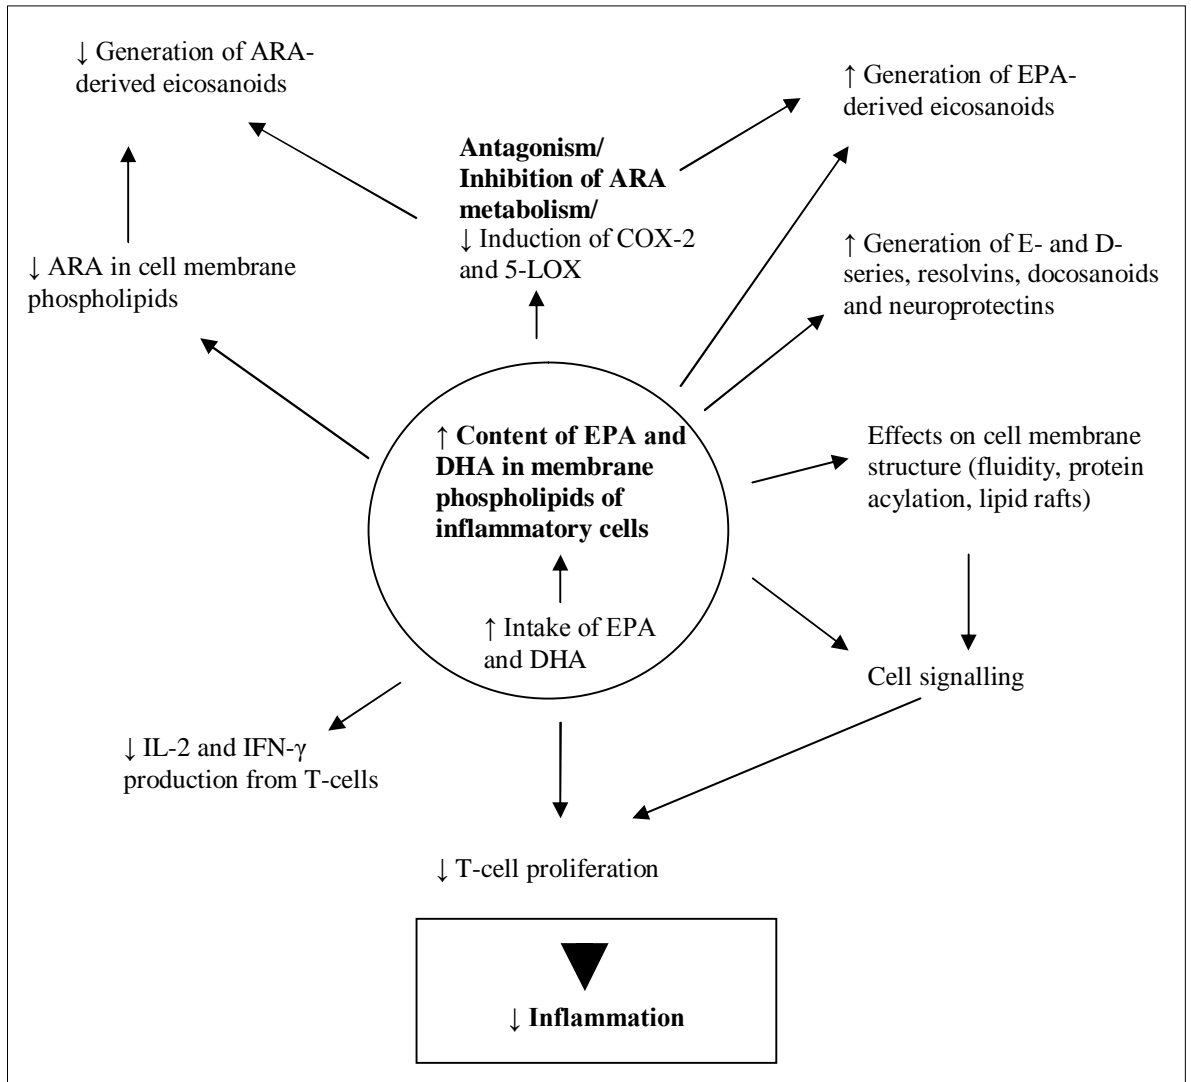 ↓ Generation of ARA-
derived eicosanoids
↑ Generation of EPA-
derived eicosanoids
Antagonism/
Inhibition of ARA
metabolism/
↓ Induction of COX-2
and 5-LOX
↓ ARA in cell membrane
phospholipids
↑ Generation of E- and D-
series, resolvins, docosanoids
and neuroprotectins
↑ Content of EPA and
DHA in membrane
phospholipids of
inflammatory cells
Effects on cell membrane
structure (fluidity, protein
acylation, lipid rafts)
↑ Intake of EPA
and DHA
Cell signalling
↓ IL-2 and IFN-γ
production from T-cells
↓ T-cell proliferation
↓ Inflammation